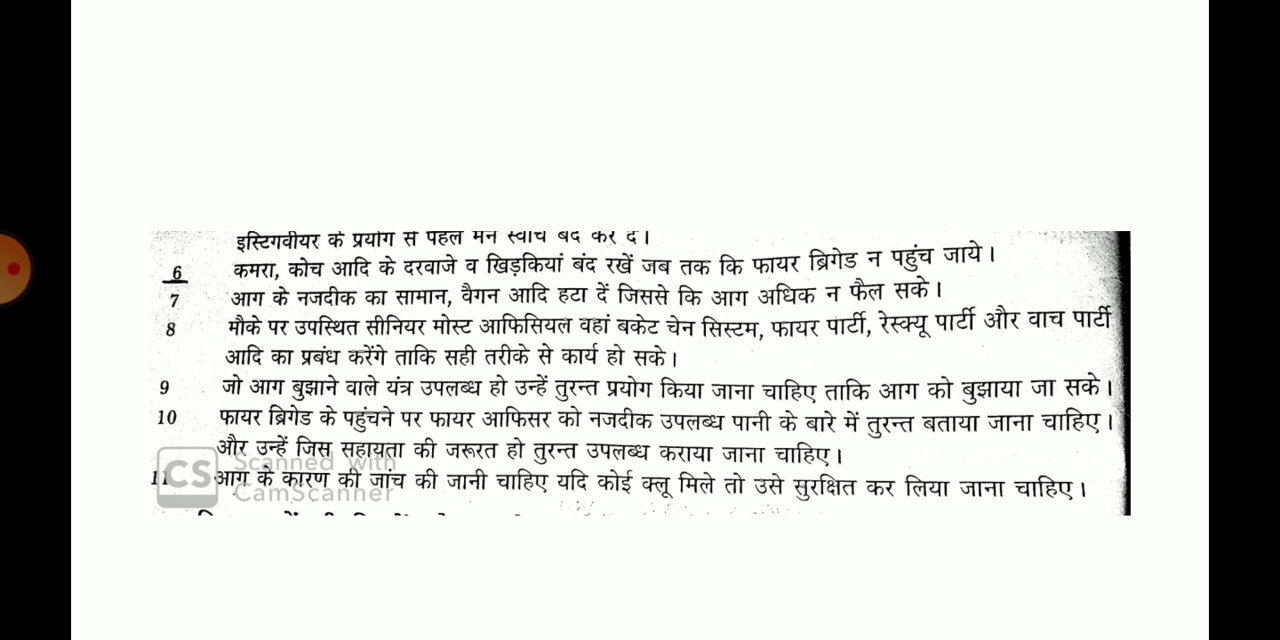 इस्टिगवीयर के प्रयोग से पहले मेन स्वीच बंद कर दें।
6 कमरा, कोच आदि के दरवाजे व खिड़कियां बंद रखें जब तक कि फायर ब्रिगेड न पहुंच जाये।
7 आग के नजदीक का सामान, वैगन आदि हटा दें जिससे कि आग अधिक न फैल सके।
8 मौके पर उपस्थित सीनियर मोस्ट आफिसियल वहां बकेट चेन सिस्टम, फायर पार्टी, रेस्क्यू पार्टी और वाच पार्टी
आदि का प्रबंध करेंगे ताकि सही तरीके से कार्य हो सके।
9 जो आग बुझाने वाले यंत्र उपलब्ध हो उन्हें तुरन्त प्रयोग किया जाना चाहिए ताकि आग को बुझाया जा सके।
10 फायर ब्रिगेड के पहुंचने पर फायर आफिसर को नजदीक उपलब्ध पानी के बारे में तुरन्त बताया जाना चाहिए।
और उन्हें जिस सहायता की जरूरत हो तुरन्त उपलब्ध कराया जाना चाहिए।
11 आग के कारण की जांच की जानी चाहिए यदि कोई क्लू मिले तो उसे सुरक्षित कर लिया जाना चाहिए।
CS Scanned with
CamScanner